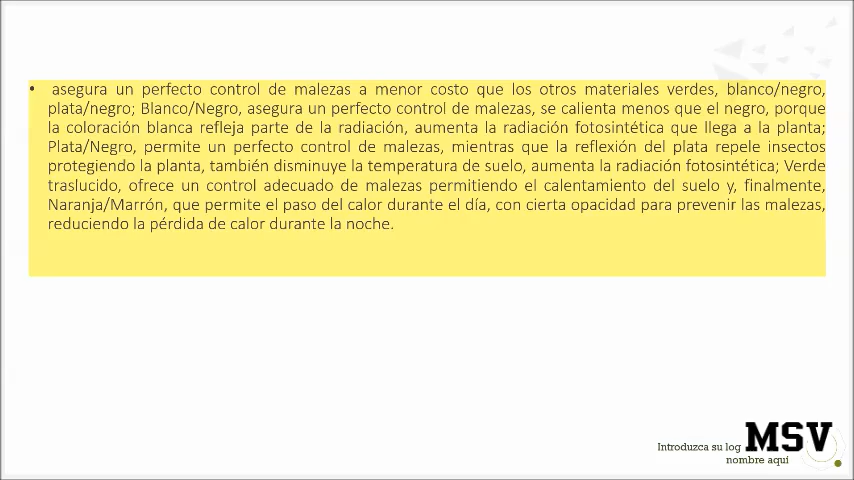 • asegura un perfecto control de malezas a menor costo que los otros materiales verdes, blanco/negro,
plata/negro; Blanco/Negro, asegura un perfecto control de malezas, se calienta menos que el negro, porque
la coloración blanca refleja parte de la radiación, aumenta la radiación fotosintética que llega a la planta;
Plata/Negro, permite un perfecto control de malezas, mientras que la reflexión del plata repele insectos
protegiendo la planta, también disminuye la temperatura de suelo, aumenta la radiación fotosintética; Verde
traslucido, ofrece un control adecuado de malezas permitiendo el calentamiento del suelo y, finalmente,
Naranja/Marrón, que permite el paso del calor durante el día, con cierta opacidad para prevenir las malezas,
reduciendo la pérdida de calor durante la noche.
MSV
Introduzca su log
nombre aquí